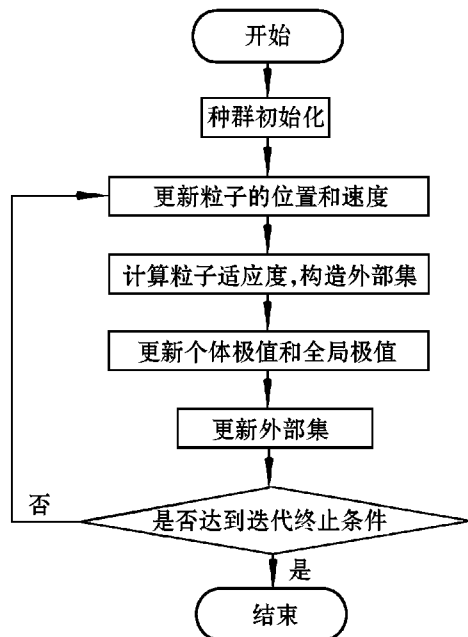 开始
种群初始化
更新粒子的位置和速度
计算粒子适应度,构造外部集
更新个体极值和全局极值
更新外部集
否
是否达到迭代终止条件
是
结束